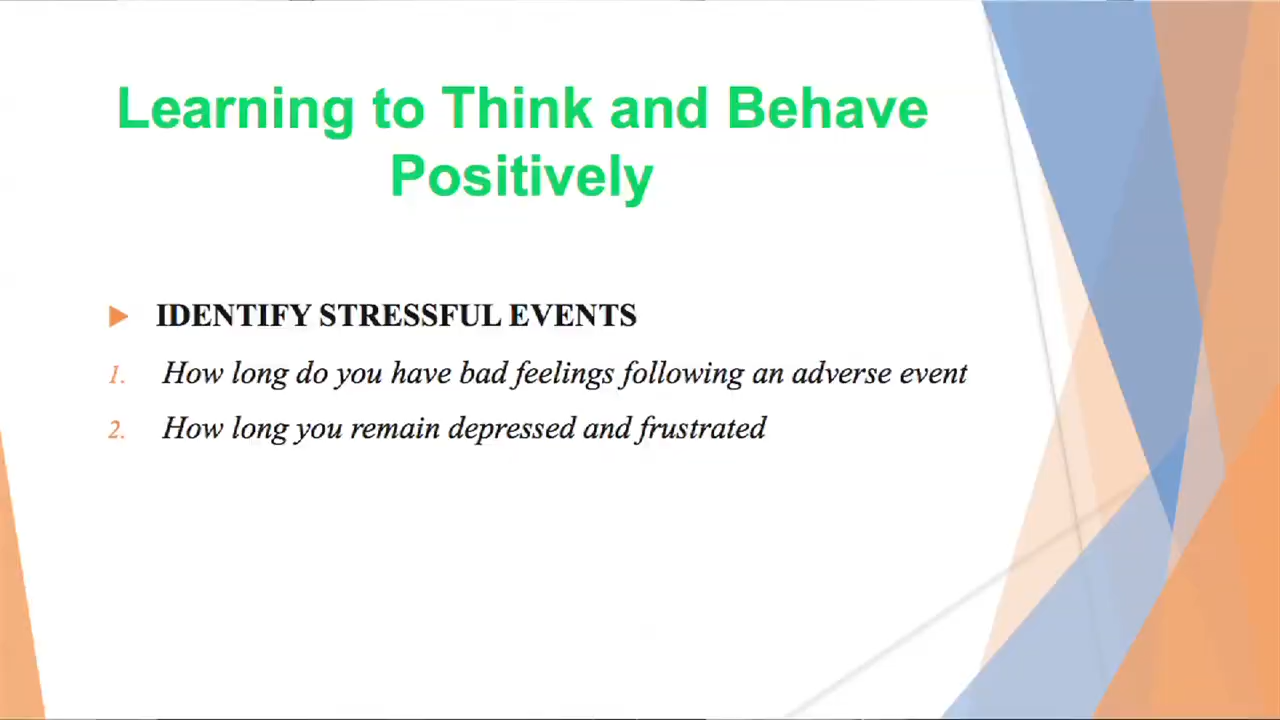 Learning to Think and Behave
Positively
IDENTIFY STRESSFUL EVENTS
1. How long do you have bad feelings following an adverse event
2. How long you remain depressed and frustrated